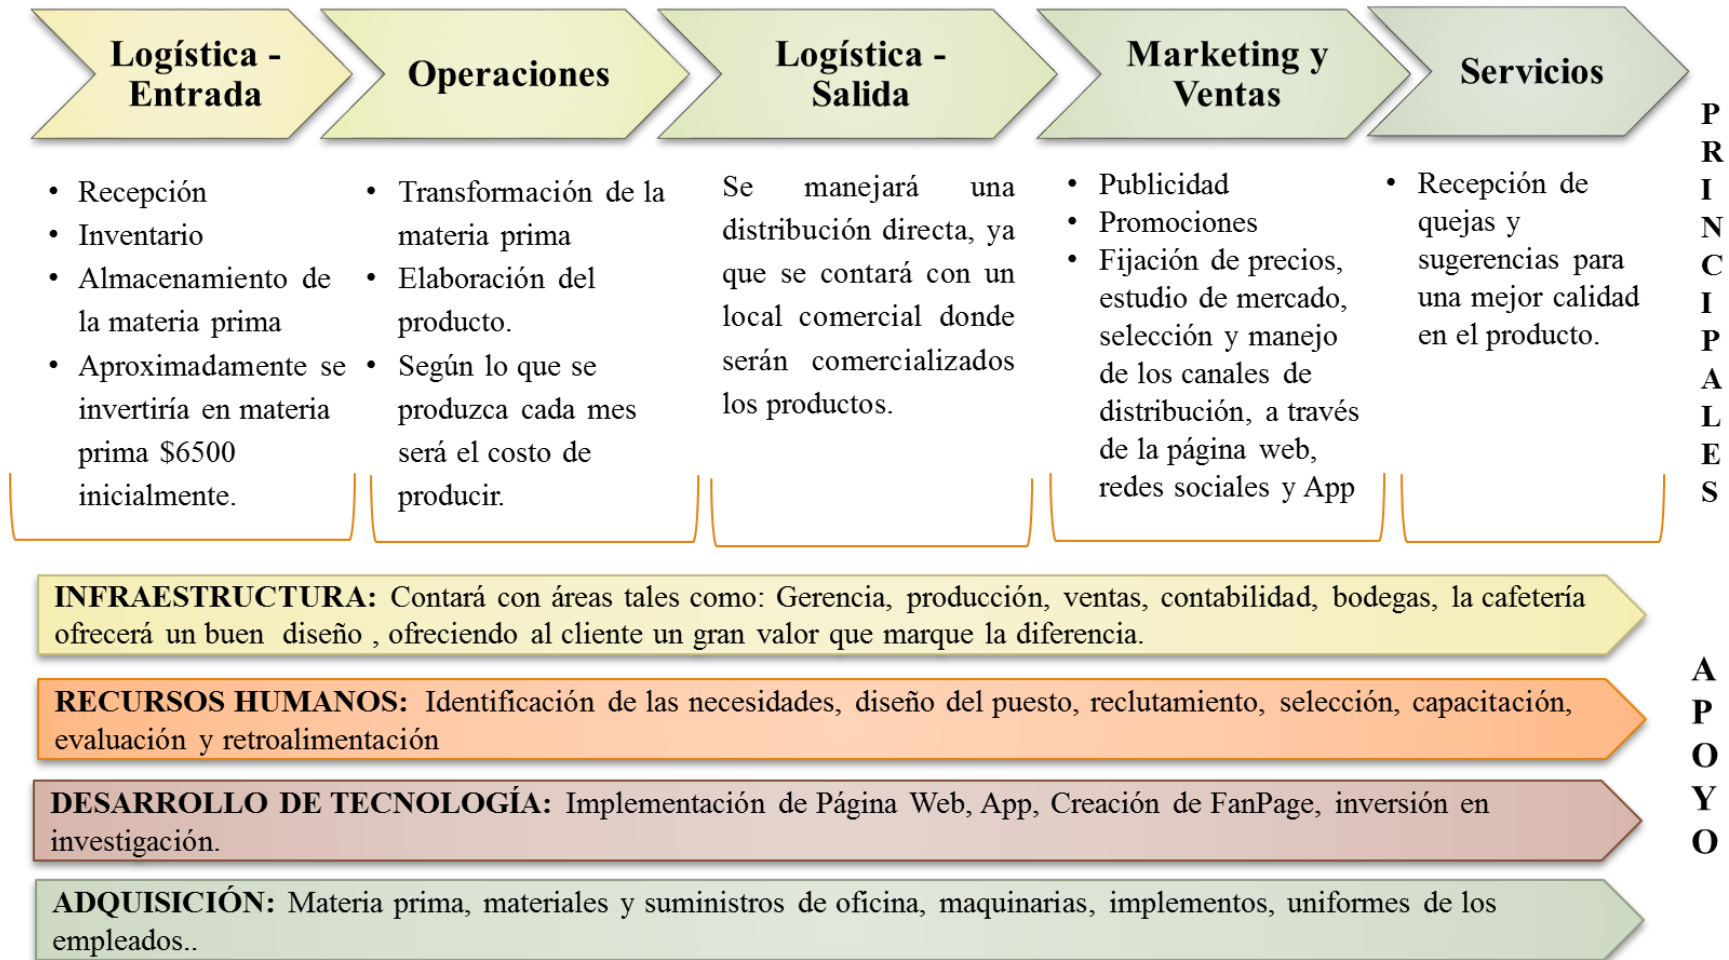 Logística -
Entrada
Operaciones
Logística -
Salida
Marketing y
Ventas
Servicios
• Recepción
• Inventario
• Almacenamiento de
la materia prima
• Aproximadamente se
invertiría en materia
prima $6500
inicialmente.
• Transformación de la
materia prima
• Elaboración del
producto.
• Según lo que se
produzca cada mes
será el costo de
producir.
Se manejará una
distribución directa, ya
que se contará con un
local comercial donde
serán comercializados
los productos.
• Publicidad
• Promociones
• Fijación de precios,
estudio de mercado,
selección y manejo
de los canales de
distribución, a través
de la página web,
redes sociales y App
• Recepción de
quejas y
sugerencias para
una mejor calidad
en el producto.
PRINCIPALES
INFRAESTRUCTURA: Contará con áreas tales como: Gerencia, producción, ventas, contabilidad, bodegas, la cafetería
ofrecerá un buen diseño , ofreciendo al cliente un gran valor que marque la diferencia.
RECURSOS HUMANOS: Identificación de las necesidades, diseño del puesto, reclutamiento, selección, capacitación,
evaluación y retroalimentación
DESARROLLO DE TECNOLOGÍA: Implementación de Página Web, App, Creación de FanPage, inversión en
investigación.
ADQUISICIÓN: Materia prima, materiales y suministros de oficina, maquinarias, implementos, uniformes de los
empleados..
APOYO